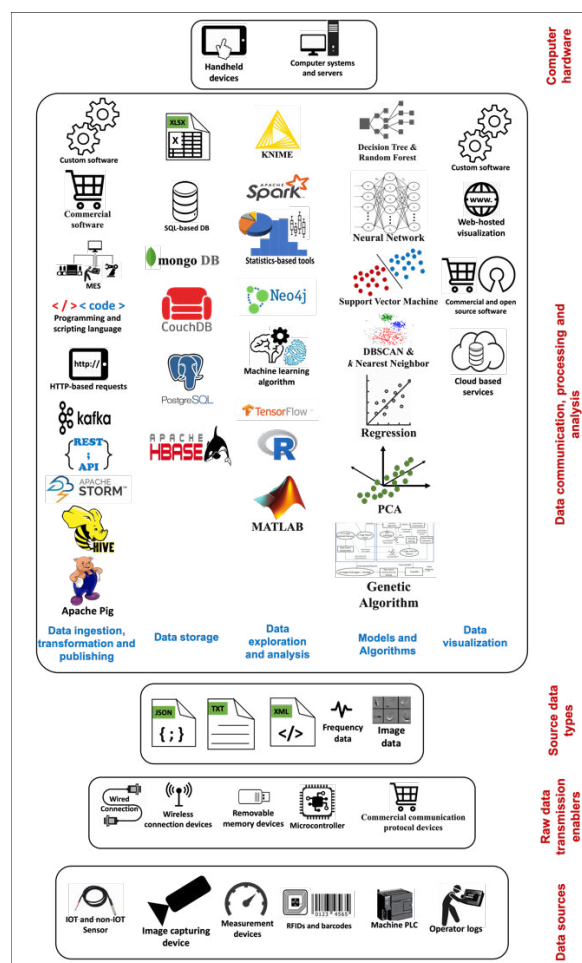 Handheld
devices
Computer systems
and servers
Computer
hardware
Custom software
Commercial
software
MES
</> < code >
Programming and
scripting language
http://
HTTP-based requests
kafka
{ REST
; }
API
APACHE
STORM™
HIVE
Apache Pig
Data ingestion,
transformation and
publishing
XLSX
X
SQL-based DB
mongo DB
CouchDB
PostgreSQL
APACHE
HBASE
Data storage
KNIME
APACHE
Spark
Statistics-based tools
Neo4j
Machine learning
algorithm
TensorFlow™
R
MATLAB
Data
exploration
and analysis
Decision Tree &
Random Forest
Neural Network
Support Vector Machine
DBSCAN &
k Nearest Neighbor
Regression
PCA
Genetic
Algorithm
Models and
Algorithms
Custom software
WWW.
Web-hosted
visualization
Commercial and open
source software
Cloud based
services
Data
visualization
Data communication, processing and
analysis
JSON
{ ; }
TXT
XML
</>
Frequency
data
Image
data
Source data
types
Wired
Connection
Wireless
connection devices
Removable
memory devices
Microcontroller
Commercial communication
protocol devices
Raw data
transmission
enablers
IOT and non-IOT
Sensor
Image capturing
device
Measurement
devices
0123 4565
RFIDs and barcodes
Machine PLC
Operator logs
Data sources